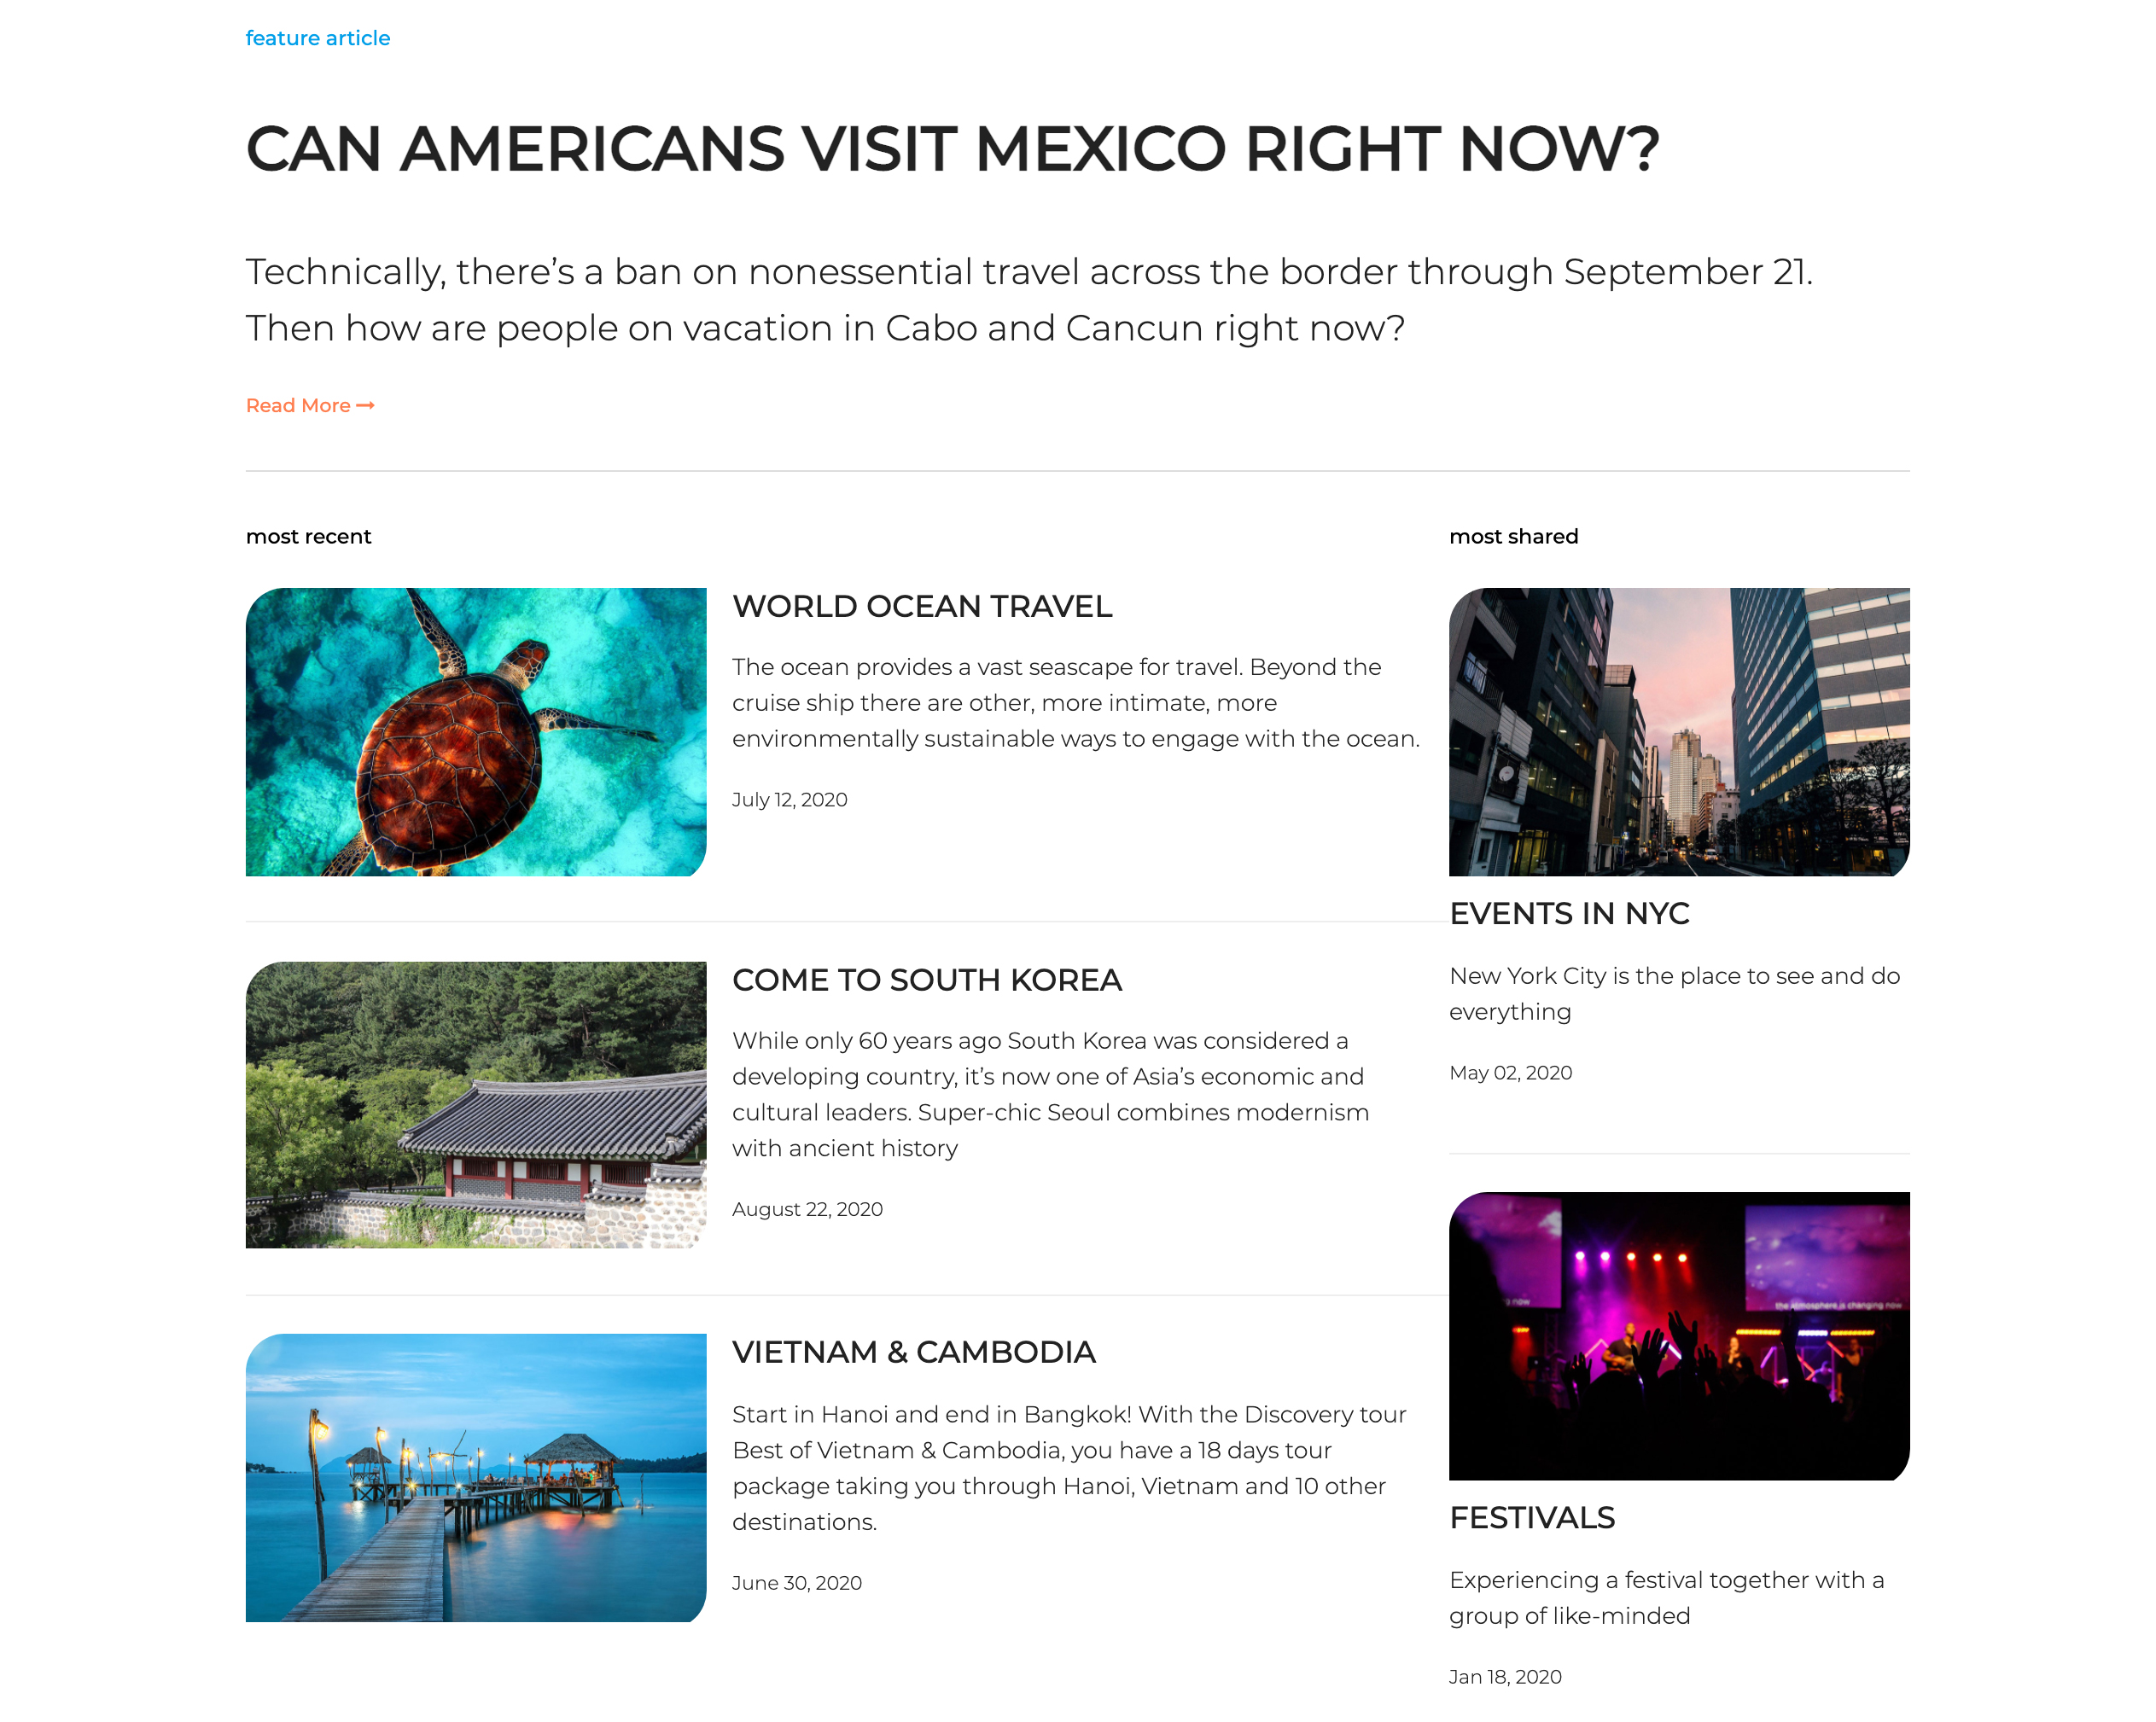 feature article
CAN AMERICANS VISIT MEXICO RIGHT NOW?
Technically, there’s a ban on nonessential travel across the border through September 21.
Then how are people on vacation in Cabo and Cancun right now?
Read More →
most recent
WORLD OCEAN TRAVEL
The ocean provides a vast seascape for travel. Beyond the
cruise ship there are other, more intimate, more
environmentally sustainable ways to engage with the ocean.
July 12, 2020
COME TO SOUTH KOREA
While only 60 years ago South Korea was considered a
developing country, it’s now one of Asia’s economic and
cultural leaders. Super-chic Seoul combines modernism
with ancient history
August 22, 2020
VIETNAM & CAMBODIA
Start in Hanoi and end in Bangkok! With the Discovery tour
Best of Vietnam & Cambodia, you have a 18 days tour
package taking you through Hanoi, Vietnam and 10 other
destinations.
June 30, 2020
most shared
EVENTS IN NYC
New York City is the place to see and do
everything
May 02, 2020
now
the atmosphere is changing now
FESTIVALS
Experiencing a festival together with a
group of like-minded
Jan 18, 2020